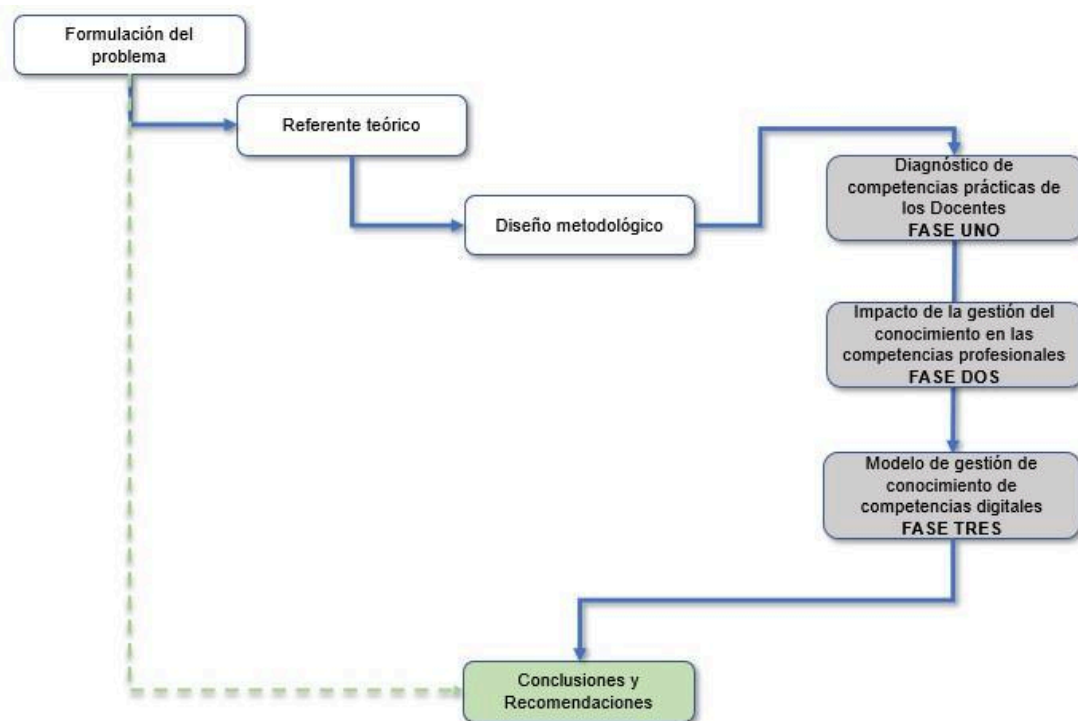 Formulación del
problema
Referente teórico
Diseño metodológico
Diagnóstico de
competencias prácticas de
los Docentes
FASE UNO
Impacto de la gestión del
conocimiento en las
competencias profesionales
FASE DOS
Modelo de gestión de
conocimiento de
competencias digitales
FASE TRES
Conclusiones y
Recomendaciones